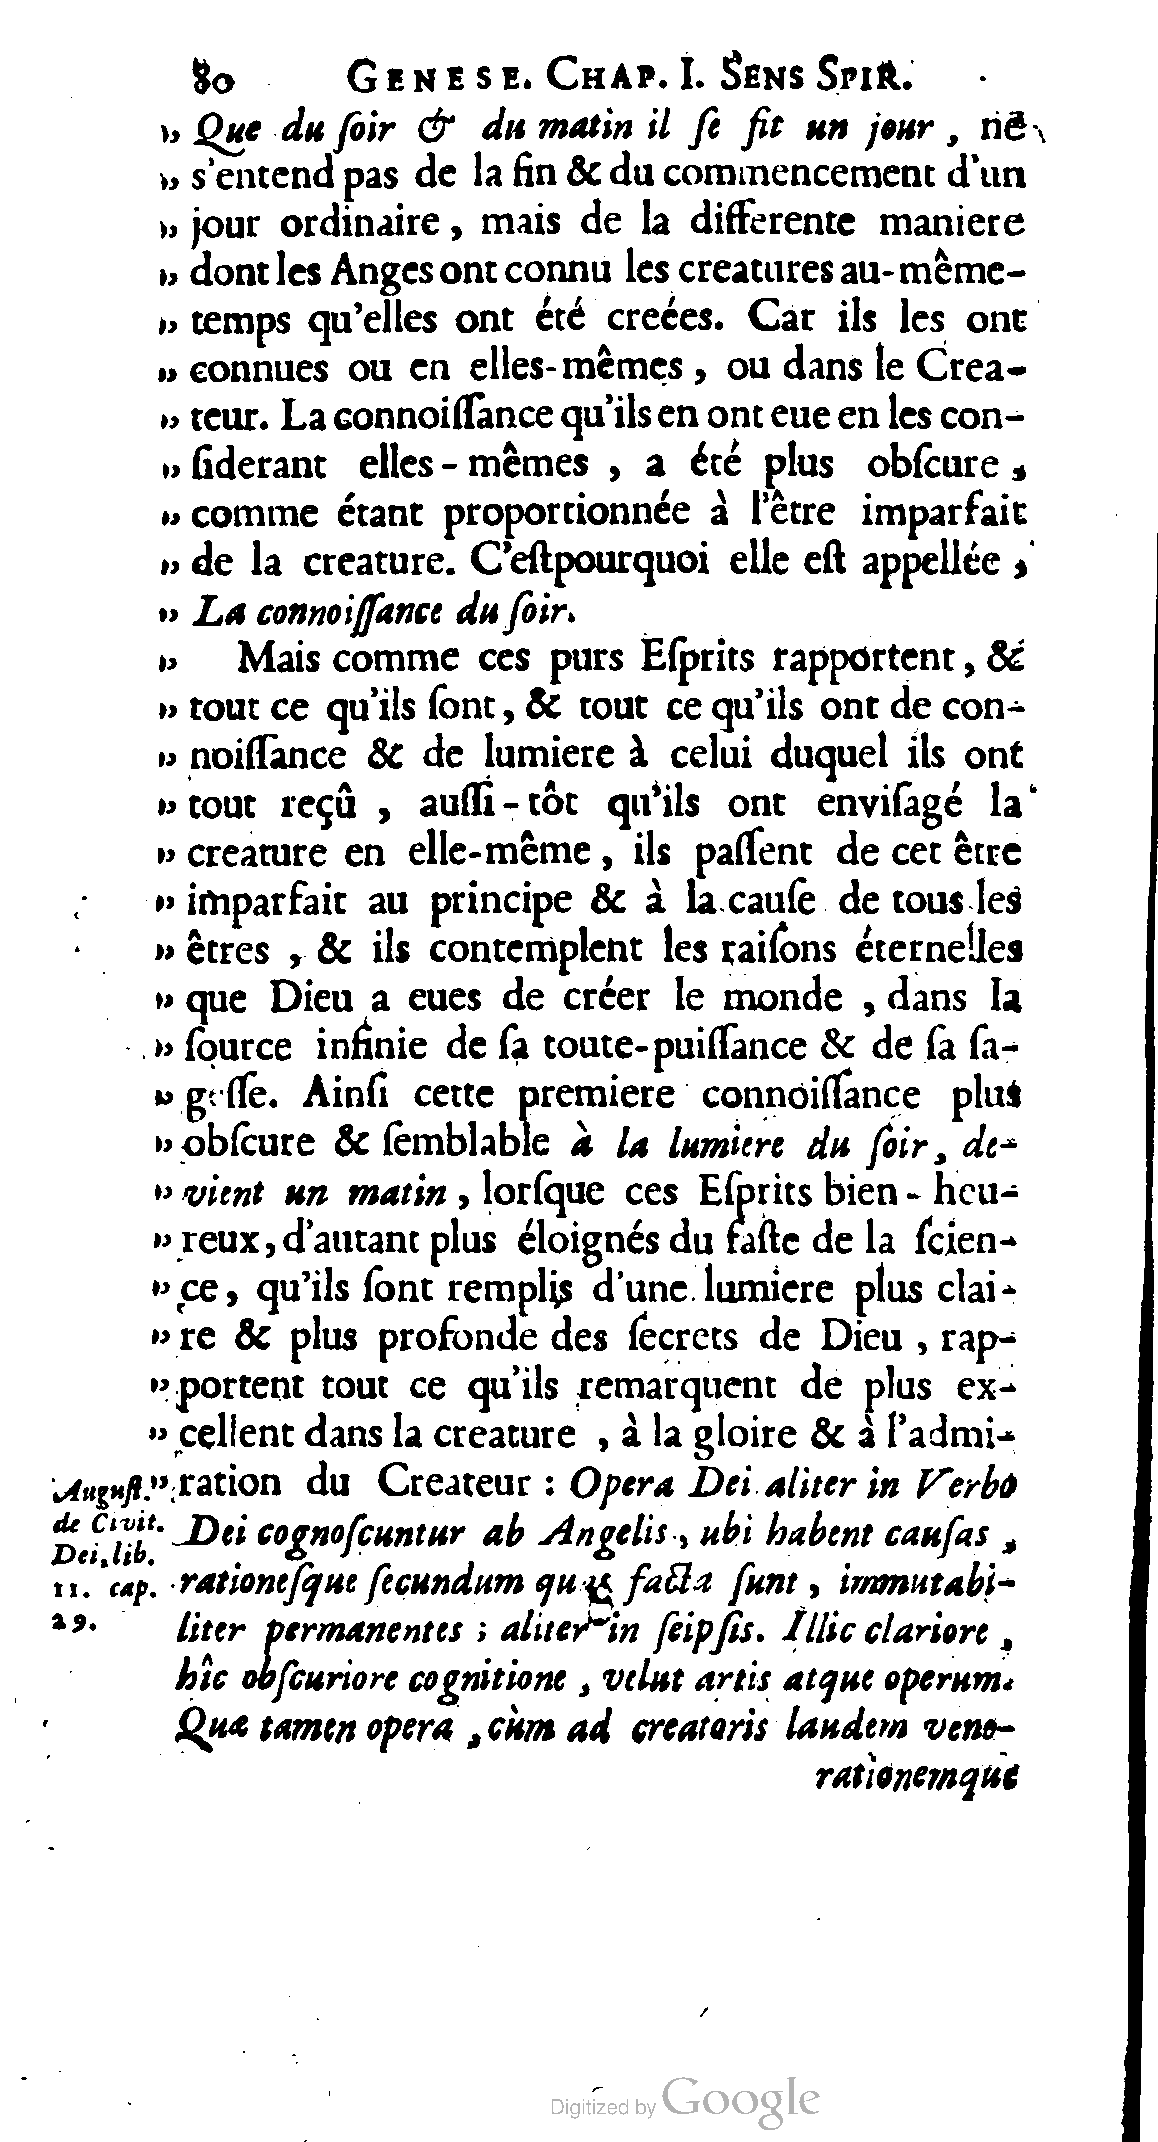 80 GENESE. CHAP. I. SENS SPIR.
„ Que du ſoir & du matin il ſe fit un jour, ne
„ s'entend pas de la fin & du commencement d'un
„ jour ordinaire, mais de la differente maniere
„ dont les Anges ont connu les creatures au-même-
„ temps qu'elles ont été creées. Car ils les ont
„ connues ou en elles-mêmes, ou dans le Crea-
„ teur. La connoiſſance qu'ils en ont eue en les con-
„ ſiderant elles-mêmes, a été plus obſcure,
„ comme étant proportionnée à l'être imparfait
„ de la creature. C'eſtpourquoi elle eſt appellée,
„ La connoiſſance du ſoir.
„ Mais comme ces purs Eſprits rapportent, &
„ tout ce qu'ils ſont, & tout ce qu'ils ont de con-
„ noiſſance & de lumiere à celui duquel ils ont
„ tout reçû, auſſi-tôt qu'ils ont enviſagé la
„ creature en elle-même, ils paſſent de cet être
„ imparfait au principe & à la cauſe de tous les
„ êtres, & ils contemplent les raiſons éternelles
„ que Dieu a eues de créer le monde, dans la
„ ſource infinie de ſa toute-puiſſance & de ſa ſa-
„ geſſe. Ainſi cette premiere connoiſſance plus
„ obſcure & ſemblable à la lumiere du ſoir, de-
„ vient un matin, lorſque ces Eſprits bien-heu-
„ reux, d'autant plus éloignés du faſte de la ſcien-
„ ce, qu'ils ſont remplis d'une lumiere plus clai-
„ re & plus profonde des ſecrets de Dieu, rap-
„ portent tout ce qu'ils remarquent de plus ex-
„ cellent dans la creature, à la gloire & à l'admi-
„ ration du Createur : Opera Dei aliter in Verbo
Dei cognoſcuntur ab Angelis, ubi habent cauſas,
rationeſque ſecundum quæ facta ſunt, immutabi-
liter permanentes ; aliter in ſeipſis. Illic clariore,
hîc obſcuriore cognitione, velut artis atque operum.
Quæ tamen opera, cùm ad creatoris laudem vene-
rationemque
Auguſt.
de Civit.
Dei, lib.
11. cap.
29.
Digitized by Google